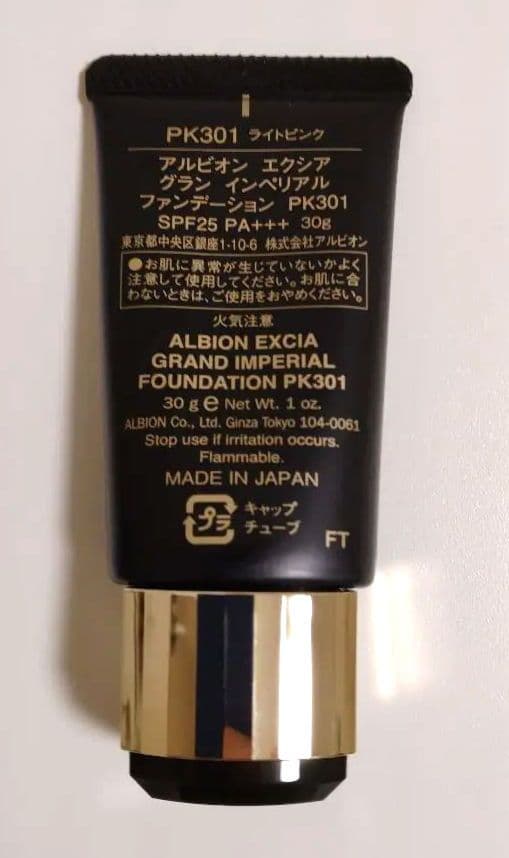 PK301 ライトピンク
アルビオン エクシア
グラン インペリアル
ファンデーション PK301
SPF25 PA+++ 30g
東京都中央区銀座1-10-6 株式会社アルビオン
●お肌に異常が生じていないかよく
注意して使用してください。お肌に合
わないときは、ご使用をおやめください。
火気注意
ALBION EXCIA
GRAND IMPERIAL
FOUNDATION PK301
30 g ℮ Net Wt. 1 oz.
ALBION Co., Ltd. Ginza Tokyo 104-0061
Stop use if irritation occurs.
Flammable.
MADE IN JAPAN
プラ キャップ
チューブ
FT